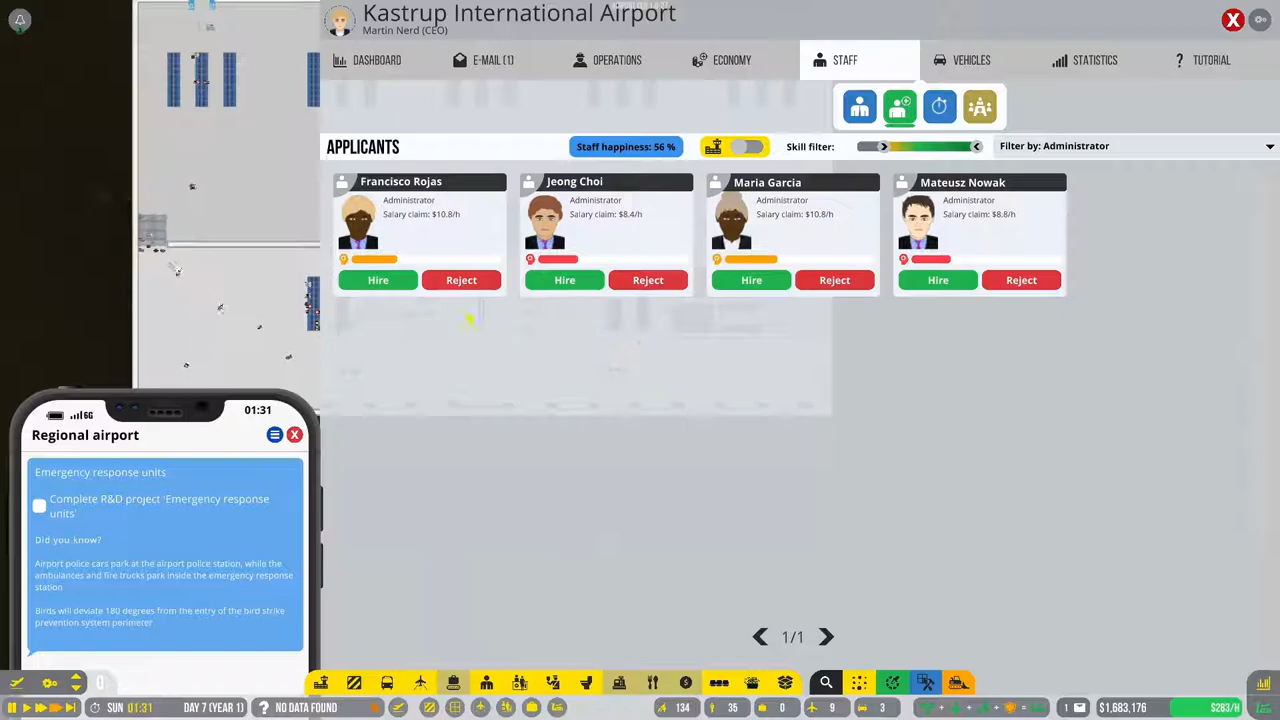 Kastrup International Airport
Martin Nerd (CEO)
X
DASHBOARD
E-MAIL (1)
OPERATIONS
ECONOMY
STAFF
VEHICLES
STATISTICS
? TUTORIAL
APPLICANTS
Staff happiness: 56 %
Skill filter:
Filter by: Administrator
Francisco Rojas
Administrator
Salary claim: $10.8/h
Hire
Reject
Jeong Choi
Administrator
Salary claim: $8.4/h
Hire
Reject
Maria Garcia
Administrator
Salary claim: $10.8/h
Hire
Reject
Mateusz Nowak
Administrator
Salary claim: $8.8/h
Hire
Reject
1/1
6G
01:31
Regional airport
X
Emergency response units
Complete R&D project 'Emergency response
units'
Did you know?
Airport police cars park at the airport police station, while the
ambulances and fire trucks park inside the emergency response
station
Birds will deviate 180 degrees from the entry of the bird strike
prevention system perimeter
SUN 01:31
DAY 7 (YEAR 1)
? NO DATA FOUND
134
35
0
9
3
1
$1,683,176
$283/H